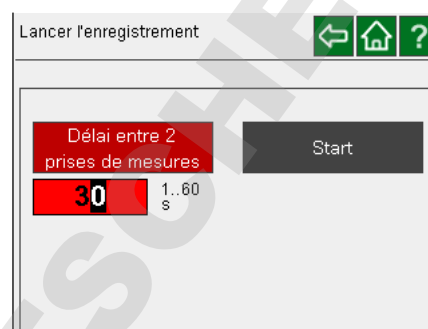 Lancer l'enregistrement
?
Délai entre 2
prises de mesures
Start
30
1..60
s